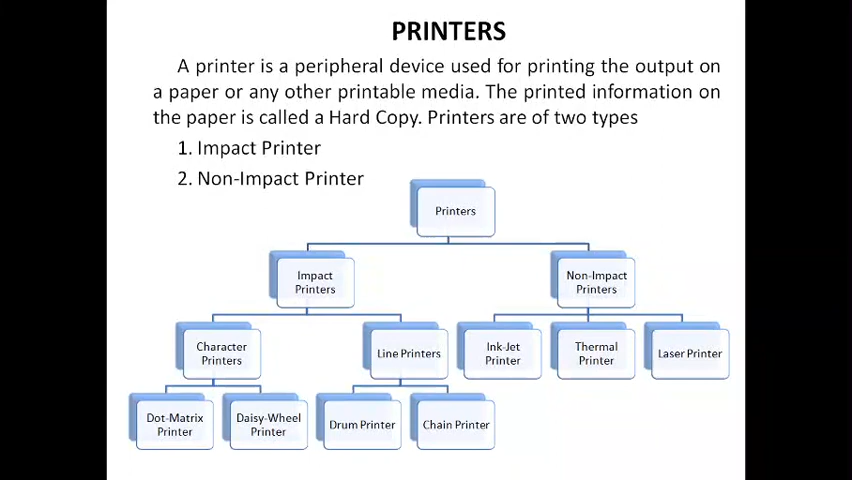 PRINTERS
A printer is a peripheral device used for printing the output on
a paper or any other printable media. The printed information on
the paper is called a Hard Copy. Printers are of two types
1. Impact Printer
2. Non-Impact Printer
Printers
Impact
Printers
Non-Impact
Printers
Character
Printers
Line Printers
Ink-Jet
Printer
Thermal
Printer
Laser Printer
Dot-Matrix
Printer
Daisy-Wheel
Printer
Drum Printer
Chain Printer